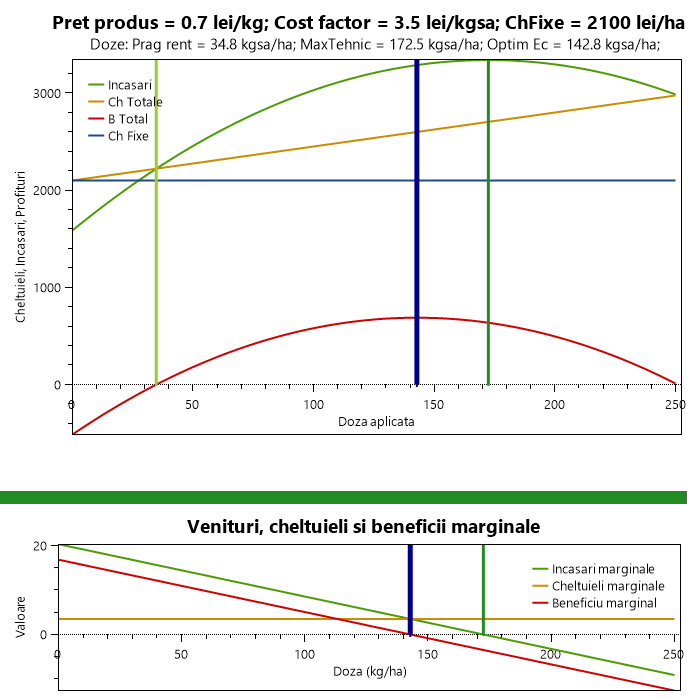 Pret produs = 0.7 lei/kg; Cost factor = 3.5 lei/kgsa; ChFixe = 2100 lei/ha
Doze: Prag rent = 34.8 kgsa/ha; MaxTehnic = 172.5 kgsa/ha; Optim Ec = 142.8 kgsa/ha;
Incasari
Ch Totale
B Total
Ch Fixe
3000
2000
1000
0
Cheltuieli, Incasari, Profituri
0 50 100 150 200 250
Doza aplicata
Venituri, cheltuieli si beneficii marginale
Incasari marginale
Cheltuieli marginale
Beneficiu marginal
20
0
Valoare
0 50 100 150 200 250
Doza (kg/ha)